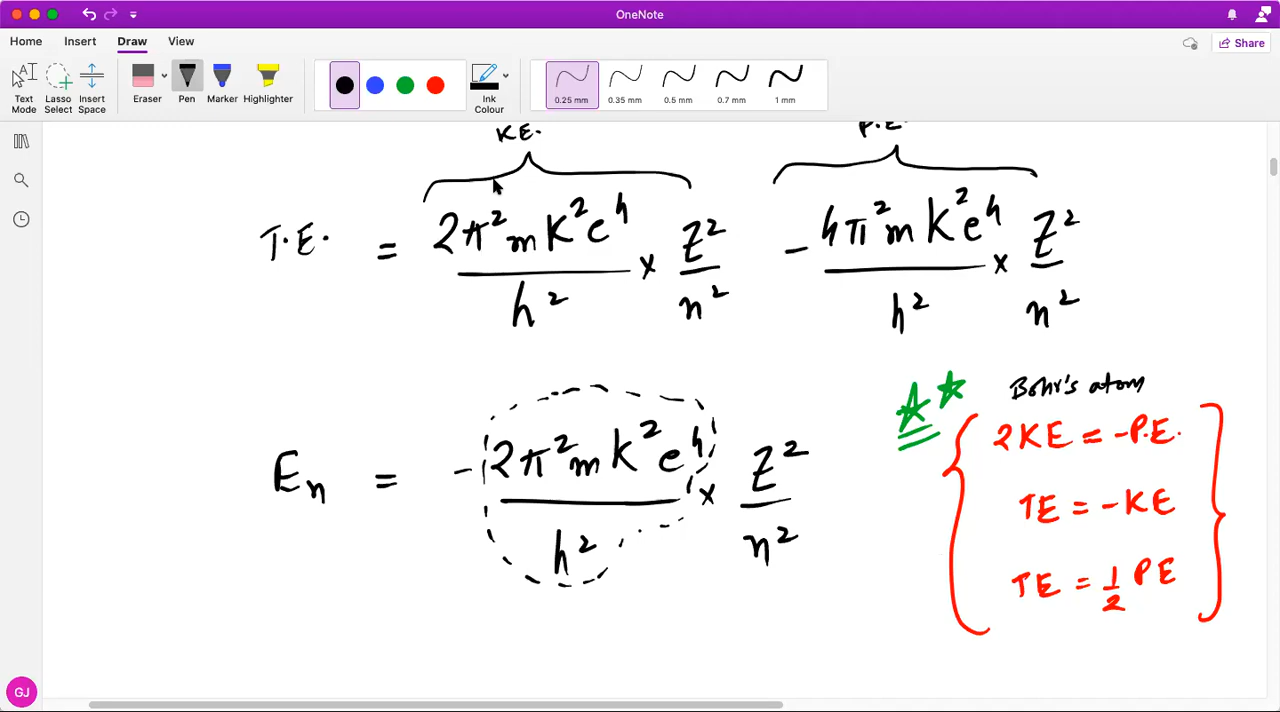 OneNote
Home Insert Draw View
Share
Text Mode
Lasso Select
Insert Space
Eraser
Pen
Marker
Highlighter
Ink Colour
0.25 mm
0.35 mm
0.5 mm
0.7 mm
1 mm
K.E. P.E.
T.E. = 2π²mK²e⁴/h² × Z²/n² - 4π²mK²e⁴/h² × Z²/n²
Bohr's atom
2KE = -P.E.
Eₙ = - 2π²mK²e⁴/h² × Z²/n²
TE = -KE
TE = 1/2 PE
GJ